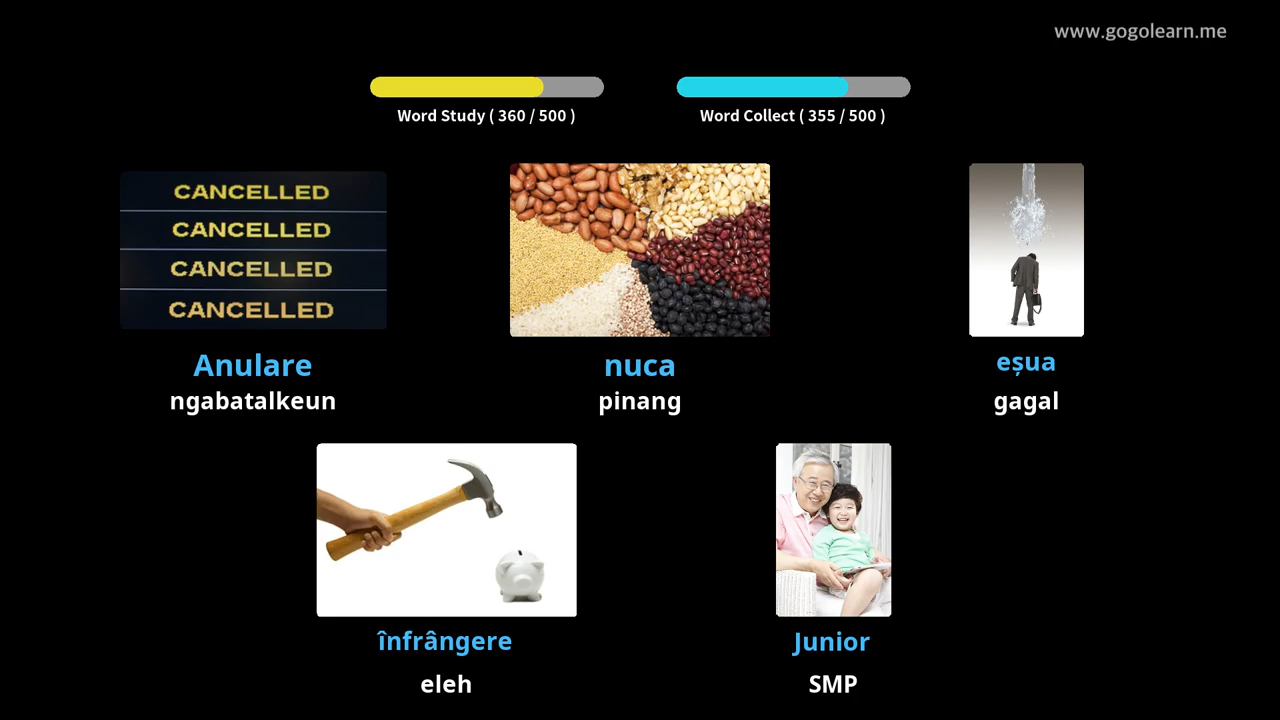 www.gogolearn.me
Word Study ( 360 / 500 )
Word Collect ( 355 / 500 )
CANCELLED
CANCELLED
CANCELLED
CANCELLED
Anulare
ngabatalkeun
nuca
pinang
eșua
gagal
înfrângere
eleh
Junior
SMP